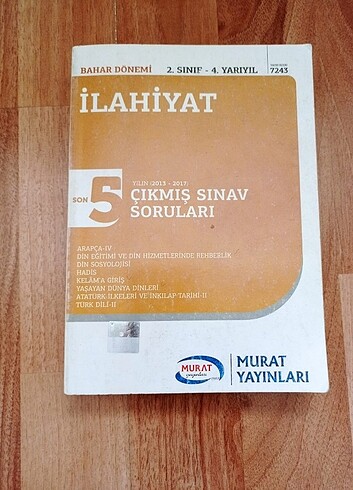 BAHAR DÖNEMİ 2. SINIF - 4. YARIYIL 7243
İLAHİYAT
SON 5 YILIN (2013 - 2017)
ÇIKMIŞ SINAV
SORULARI
ARAPÇA-IV
DİN EĞİTİMİ VE DİN HİZMETLERİNDE REHBERLİK
DİN SOSYOLOJİSİ
HADİS
KELÂM'A GİRİŞ
YAŞAYAN DÜNYA DİNLERİ
ATATÜRK İLKELERİ VE İNKILAP TARİHİ-II
TÜRK DİLİ-II
MURAT
yayınları
MURAT
YAYINLARI